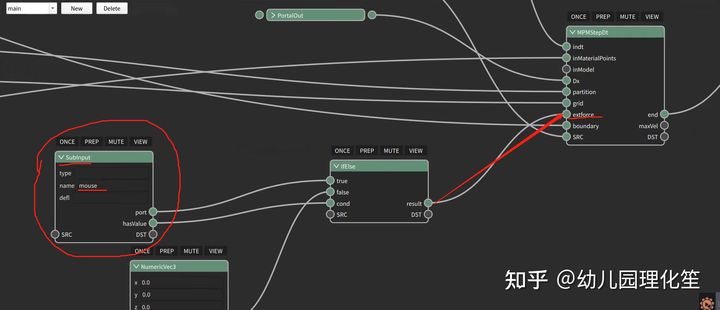 main
New
Delete
PortalOut
ONCE PREP MUTE VIEW
MPMStepDt
indt
inMaterialPoints
inModel
Dx
partition
grid
extforce
boundary
SRC
end
maxVel
DST
ONCE PREP MUTE VIEW
SubInput
type
name mouse
defl
port
hasValue
SRC
DST
ONCE PREP MUTE VIEW
IfElse
true
false
cond
SRC
result
DST
ONCE PREP MUTE VIEW
NumericVec3
x 0.0
y 0.0
z 0.0
知乎 @幼儿园理化笙